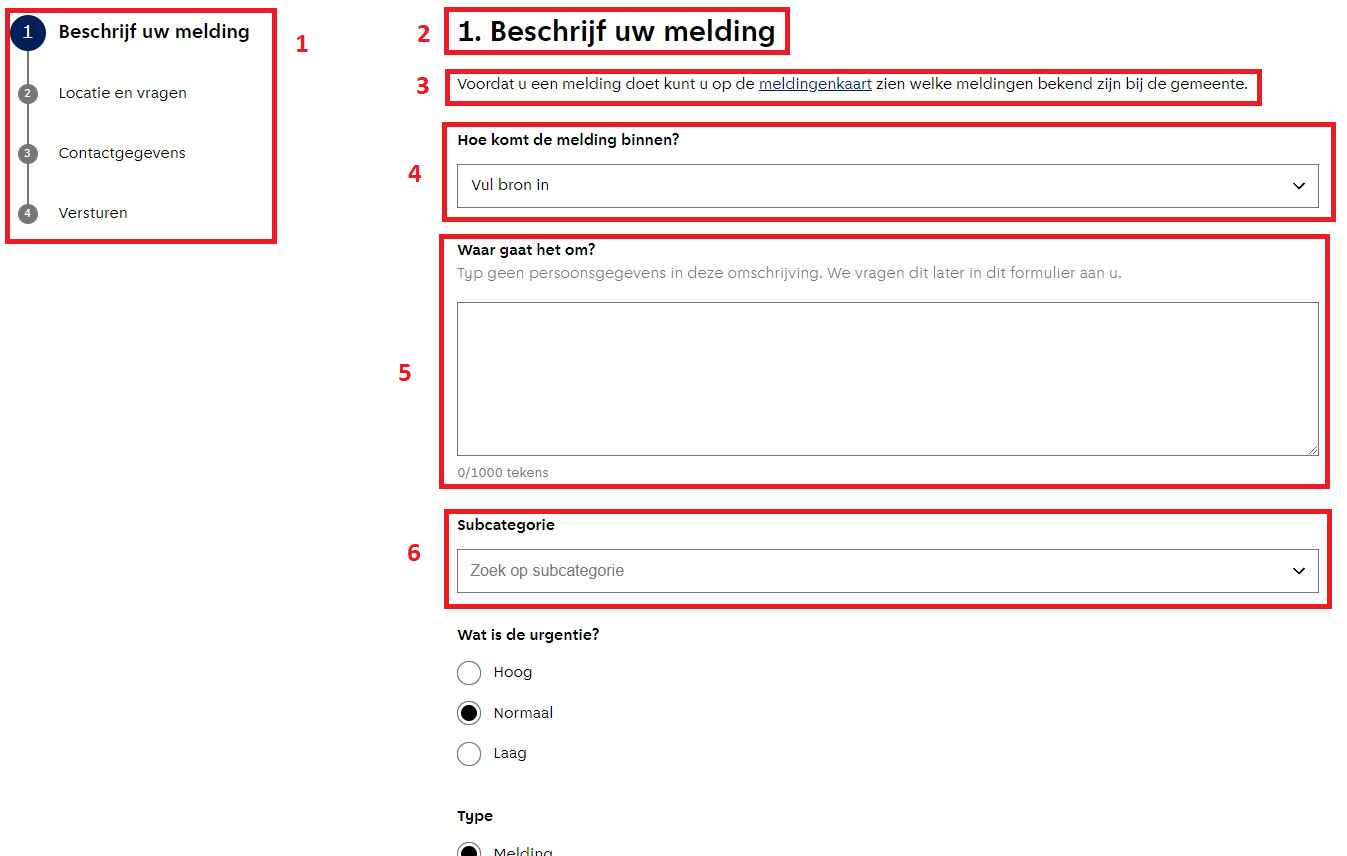 1 Beschrijf uw melding
2 Locatie en vragen
3 Contactgegevens
4 Versturen
1
2
1. Beschrijf uw melding
3
Voordat u een melding doet kunt u op de meldingenkaart zien welke meldingen bekend zijn bij de gemeente.
4
Hoe komt de melding binnen?
Vul bron in
5
Waar gaat het om?
Typ geen persoonsgegevens in deze omschrijving. We vragen dit later in dit formulier aan u.
0/1000 tekens
6
Subcategorie
Zoek op subcategorie
Wat is de urgentie?
Hoog
Normaal
Laag
Type
Melding